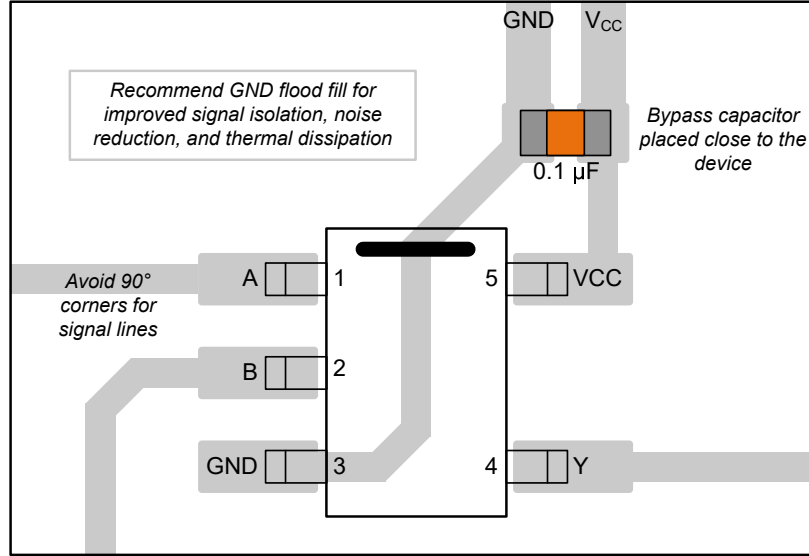 GND
V_CC
Recommend GND flood fill for
improved signal isolation, noise
reduction, and thermal dissipation
Bypass capacitor
placed close to the
device
0.1 µF
A
1
5
VCC
Avoid 90°
corners for
signal lines
B
2
GND
3
4
Y